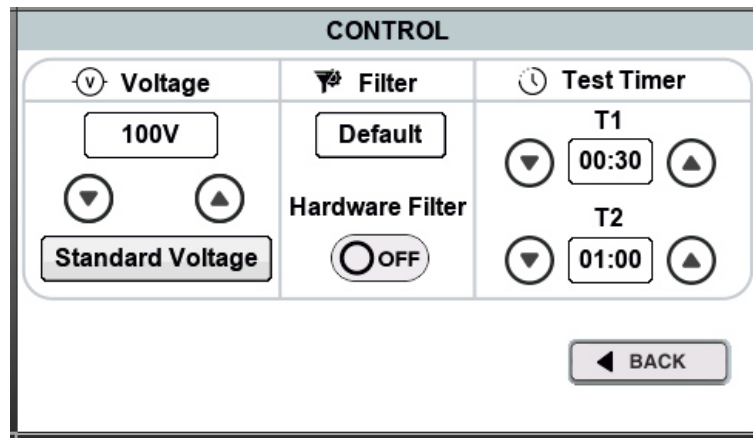 CONTROL
Voltage
100V
Standard Voltage
Filter
Default
Hardware Filter
OFF
Test Timer
T1
00:30
T2
01:00
BACK